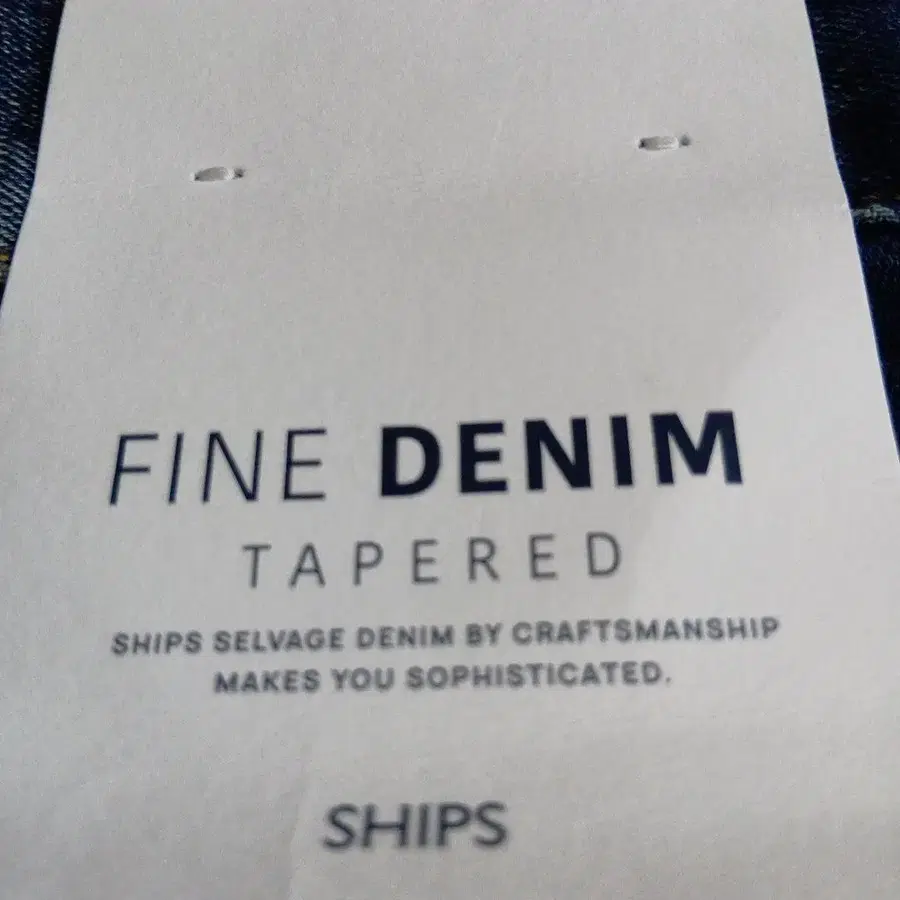 FINE DENIM
TAPERED
SHIPS SELVAGE DENIM BY CRAFTSMANSHIP
MAKES YOU SOPHISTICATED.
SHIPS